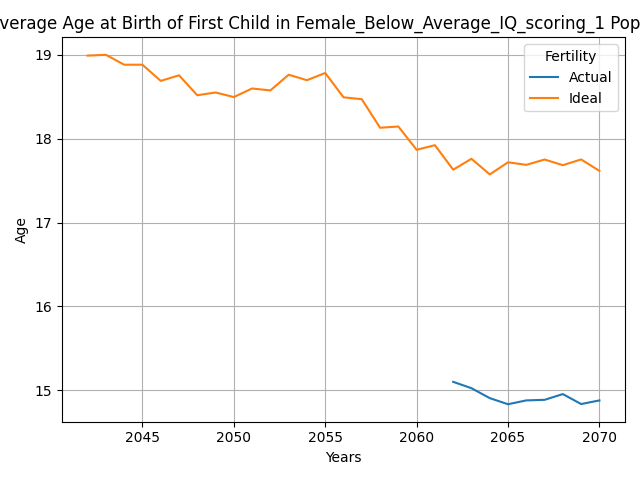 verage Age at Birth of First Child in Female_Below_Average_IQ_scoring_1 Pop
Fertility
Actual
Ideal
19
18
17
16
15
Age
2045 2050 2055 2060 2065 2070
Years